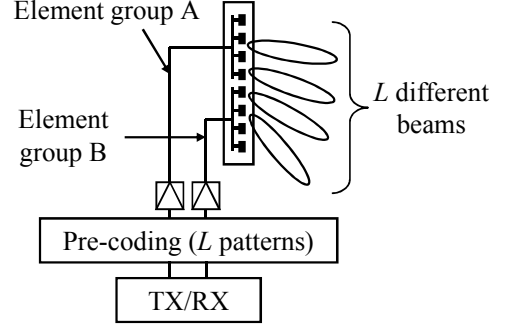 Element group A
L different
beams
Element
group B
Pre-coding (L patterns)
TX/RX